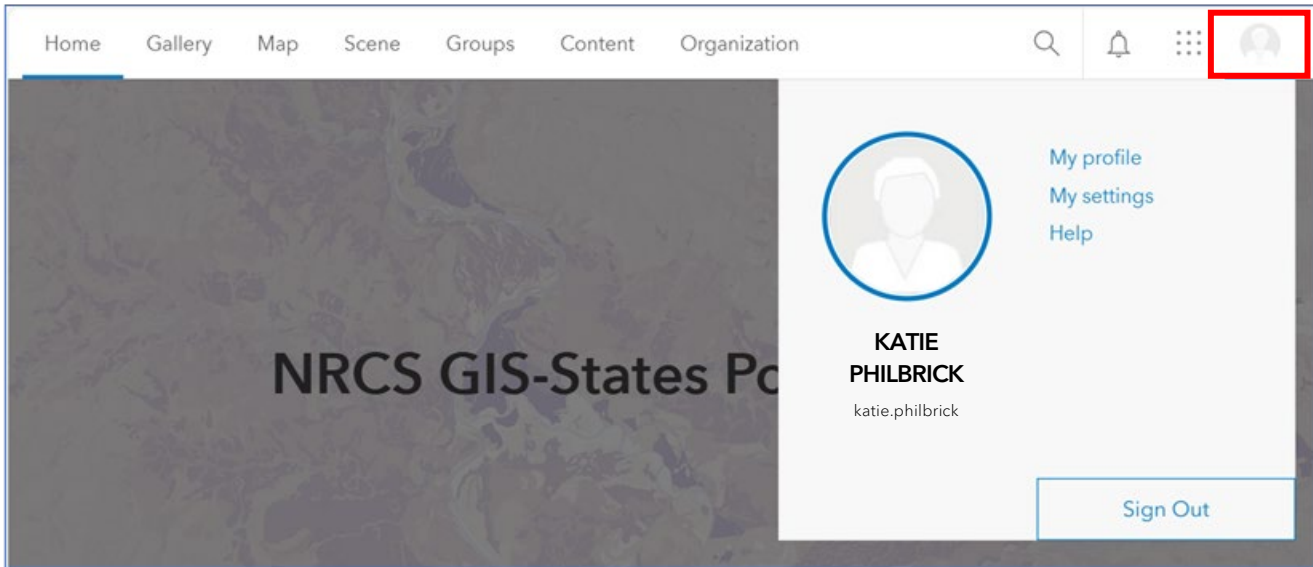 Home Gallery Map Scene Groups Content Organization
My profile
My settings
Help
NRCS GIS-States
KATIE
PHILBRICK
katie.philbrick
Sign Out